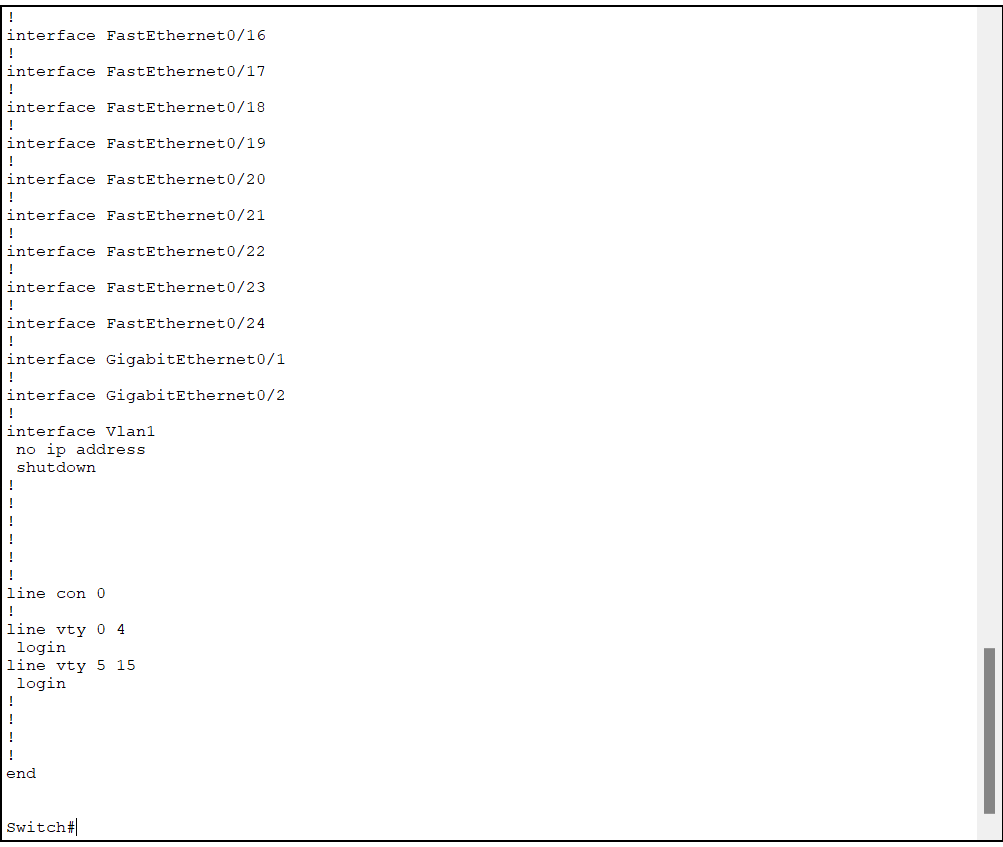 !
interface FastEthernet0/16
!
interface FastEthernet0/17
!
interface FastEthernet0/18
!
interface FastEthernet0/19
!
interface FastEthernet0/20
!
interface FastEthernet0/21
!
interface FastEthernet0/22
!
interface FastEthernet0/23
!
interface FastEthernet0/24
!
interface GigabitEthernet0/1
!
interface GigabitEthernet0/2
!
interface Vlan1
 no ip address
 shutdown
!
!
!
!
!
!
line con 0
!
line vty 0 4
 login
line vty 5 15
 login
!
!
!
!
end
Switch#